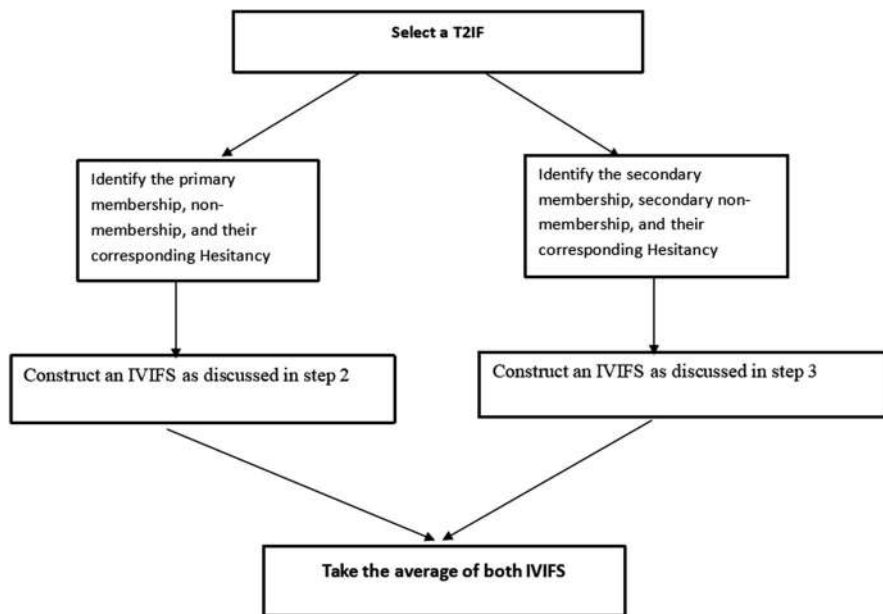 Select a T2IF
Identify the primary
membership, non-
membership, and their
corresponding Hesitancy
Identify the secondary
membership, secondary non-
membership, and their
corresponding Hesitancy
Construct an IVIFS as discussed in step 2
Construct an IVIFS as discussed in step 3
Take the average of both IVIFS